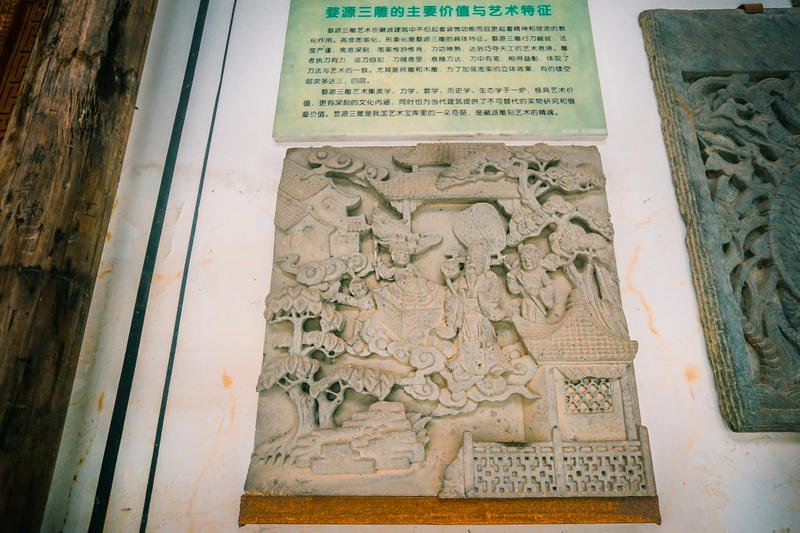 婺源三雕的主要价值与艺术特征
婺源三雕艺术在徽派建筑中不但起着装饰功能而且更起着精神和理念的教
化作用。高度图案化、形象化是婺源三雕的具体特征。婺源三雕行刀峻拔,法
度严谨,寓意深刻,图案惟妙惟肖,刀功神熟,达到巧夺天工的艺术意境。雕
者执刀有力,运刀自如,刀随意至,意随刀达,刀中有笔,相得益彰,体现了
刀法与艺术的一致。尤其是砖雕和木雕,为了加强图案的立体效果,有的镂空
层次多达三、四层。
婺源三雕艺术集美学、力学、数学、历史学、生态学于一炉,极具艺术价
值,更有深刻的文化内涵,同时也为当代建筑提供了不可替代的实物研究和借
鉴价值。婺源三雕是我国艺术宝库里的一朵奇葩,是徽派雕刻艺术的精魂。